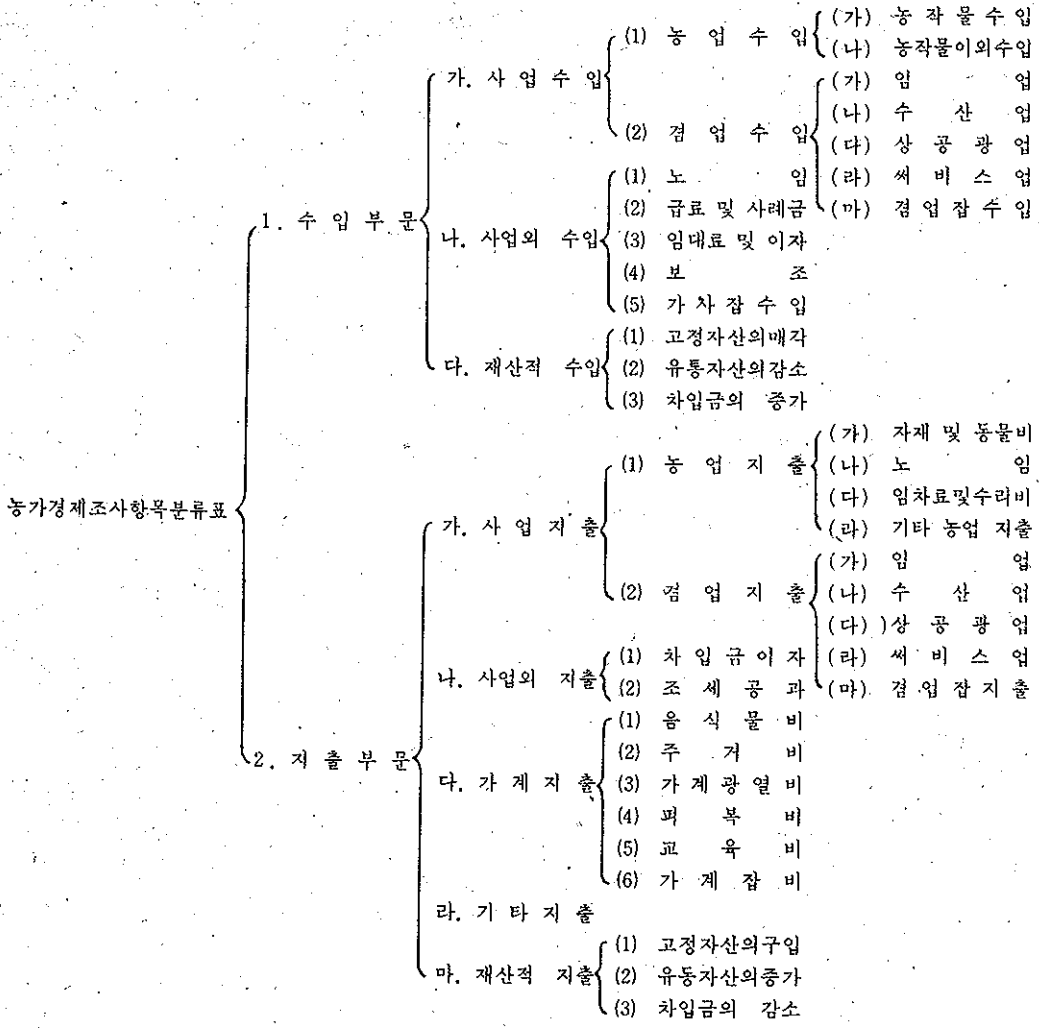 농가경제조사항목분류표
1. 수입부문
가. 사업수입
(1) 농업수입
(가) 농작물수입
(나) 농작물이외수입
(2) 겸업수입
(가) 임업
(나) 수산업
(다) 상공광업
(라) 써비스업
(마) 겸업잡수입
나. 사업외 수입
(1) 노임
(2) 급료 및 사례금
(3) 임대료 및 이자
(4) 보조
(5) 가차잡수입
다. 재산적 수입
(1) 고정자산의매각
(2) 유통자산의감소
(3) 차입금의 증가
2. 지출부문
가. 사업지출
(1) 농업지출
(가) 자재 및 동물비
(나) 노임
(다) 임차료및수리비
(라) 기타 농업 지출
(2) 겸업지출
(가) 임업
(나) 수산업
(다) )상공광업
(라) 써비스업
(마) 겸업잡지출
나. 사업외 지출
(1) 차입금이자
(2) 조세공과
다. 가계지출
(1) 음식물비
(2) 주거비
(3) 가계광열비
(4) 피복비
(5) 교육비
(6) 가계잡비
라. 기타지출
마. 재산적 지출
(1) 고정자산의구입
(2) 유동자산의증가
(3) 차입금의 감소